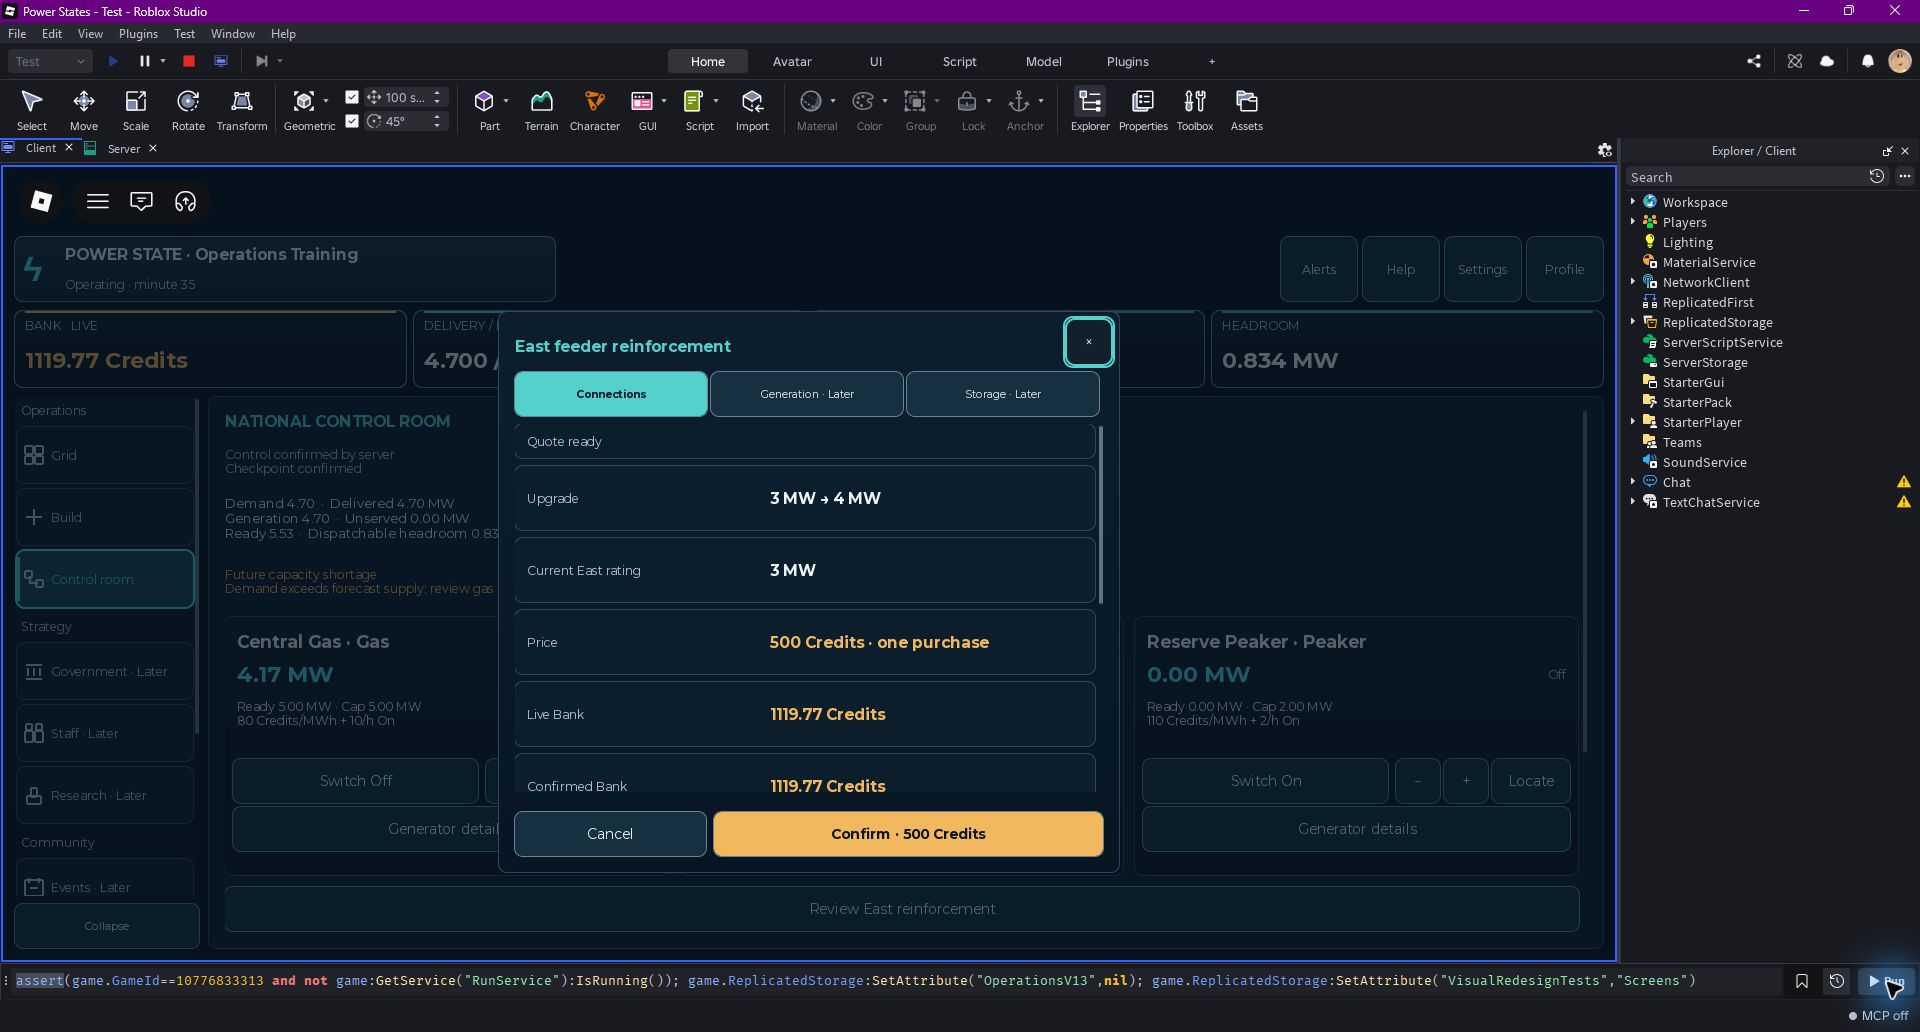 Power States - Test - Roblox Studio
File Edit View Plugins Test Window Help
Test
Home Avatar UI Script Model Plugins +
100 s...
45°
Select Move Scale Rotate Transform Geometric Part Terrain Character GUI Script Import Material Color Group Lock Anchor Explorer Properties Toolbox Assets
Client × Server ×
Explorer / Client
Search
Workspace
Players
Lighting
MaterialService
NetworkClient
ReplicatedFirst
ReplicatedStorage
ServerScriptService
ServerStorage
StarterGui
StarterPack
StarterPlayer
Teams
SoundService
Chat
TextChatService
POWER STATE · Operations Training
Operating · minute 35
Alerts Help Settings Profile
BANK · LIVE
1119.77 Credits
DELIVERY /
4.700
HEADROOM
0.834 MW
Operations
Grid
Build
Control room
Strategy
Government · Later
Staff · Later
Research · Later
Community
Events · Later
Collapse
NATIONAL CONTROL ROOM
Control confirmed by server
Checkpoint confirmed
Demand 4.70 · Delivered 4.70 MW
Generation 4.70 · Unserved 0.00 MW
Ready 5.53 · Dispatchable headroom 0.83
Future capacity shortage
Demand exceeds forecast supply; review gas
Central Gas · Gas
4.17 MW
Ready 5.00 MW · Cap 5.00 MW
80 Credits/MWh + 10/h On
Switch Off
Generator detail
East feeder reinforcement
×
Connections
Generation · Later
Storage · Later
Quote ready
Upgrade 3 MW → 4 MW
Current East rating 3 MW
Price 500 Credits · one purchase
Live Bank 1119.77 Credits
Confirmed Bank 1119.77 Credits
Cancel
Confirm · 500 Credits
Reserve Peaker · Peaker
0.00 MW
Off
Ready 0.00 MW · Cap 2.00 MW
110 Credits/MWh + 2/h On
Switch On − + Locate
Generator details
Review East reinforcement
assert(game.GameId==10776833313 and not game:GetService("RunService"):IsRunning()); game.ReplicatedStorage:SetAttribute("OperationsV13",nil); game.ReplicatedStorage:SetAttribute("VisualRedesignTests","Screens")
MCP off